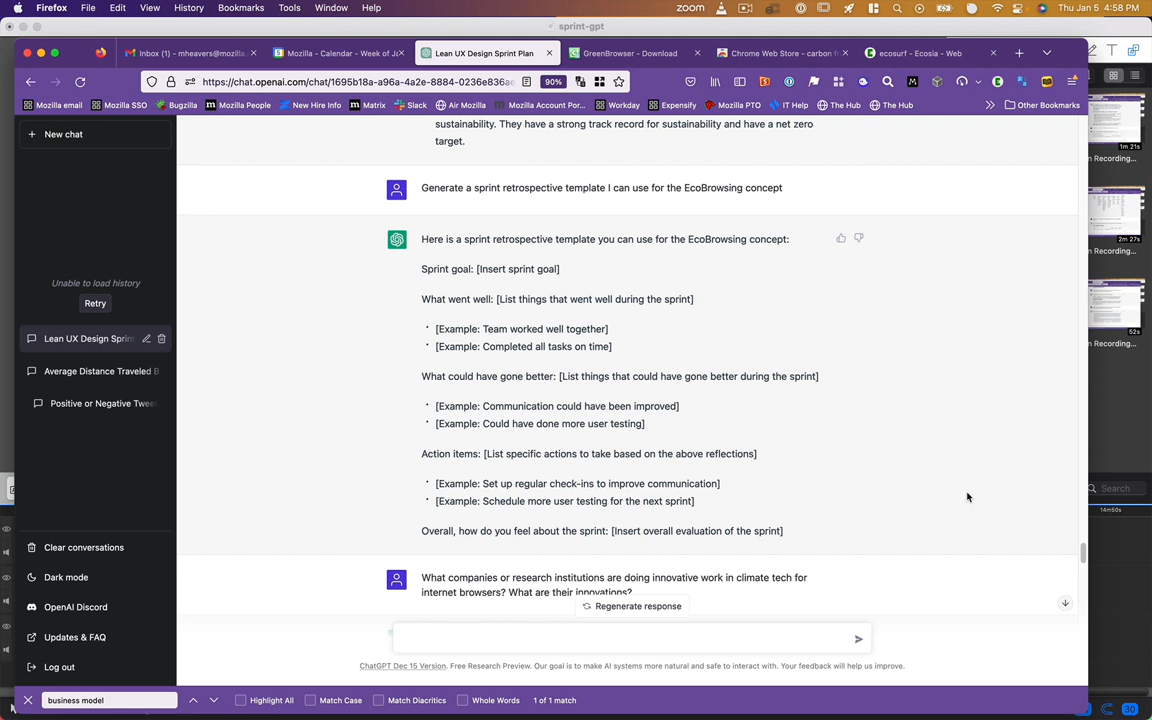 Firefox File Edit View History Bookmarks Tools Window Help zoom Thu Jan 5 4:58 PM
sprint-gpt
Inbox (1) - mheavers@mozilla. Mozilla - Calendar - Week of Ja Lean UX Design Sprint Plan GreenBrowser - Download Chrome Web Store - carbon f ecosurf - Ecosia - Web
https://chat.openai.com/chat/1695b18a-a96a-4a2e-8884-0236e836ae 90%
Mozilla email Mozilla SSO Bugzilla Mozilla People New Hire Info Matrix Slack Air Mozilla Mozilla Account Por... Workday Expensify Mozilla PTO IT Help The Hub The Hub Other Bookmarks
New chat
sustainability. They have a strong track record for sustainability and have a net zero
target.
1m 21s
n Recording...
Generate a sprint retrospective template I can use for the EcoBrowsing concept
Here is a sprint retrospective template you can use for the EcoBrowsing concept:
2m 27s
n Recording...
Sprint goal: [Insert sprint goal]
Unable to load history
Retry
What went well: [List things that went well during the sprint]
[Example: Team worked well together]
52s
Lean UX Design Sprint
n Recording...
[Example: Completed all tasks on time]
Average Distance Traveled B
What could have gone better: [List things that could have gone better during the sprint]
Positive or Negative Twee
[Example: Communication could have been improved]
[Example: Could have done more user testing]
Action items: [List specific actions to take based on the above reflections]
[Example: Set up regular check-ins to improve communication]
Search
[Example: Schedule more user testing for the next sprint]
14m50s
Overall, how do you feel about the sprint: [Insert overall evaluation of the sprint]
Clear conversations
Dark mode
What companies or research institutions are doing innovative work in climate tech for
internet browsers? What are their innovations?
Regenerate response
OpenAI Discord
Updates & FAQ
Log out
ChatGPT Dec 15 Version. Free Research Preview. Our goal is to make AI systems more natural and safe to interact with. Your feedback will help us improve.
business model Highlight All Match Case Match Diacritics Whole Words 1 of 1 match
30